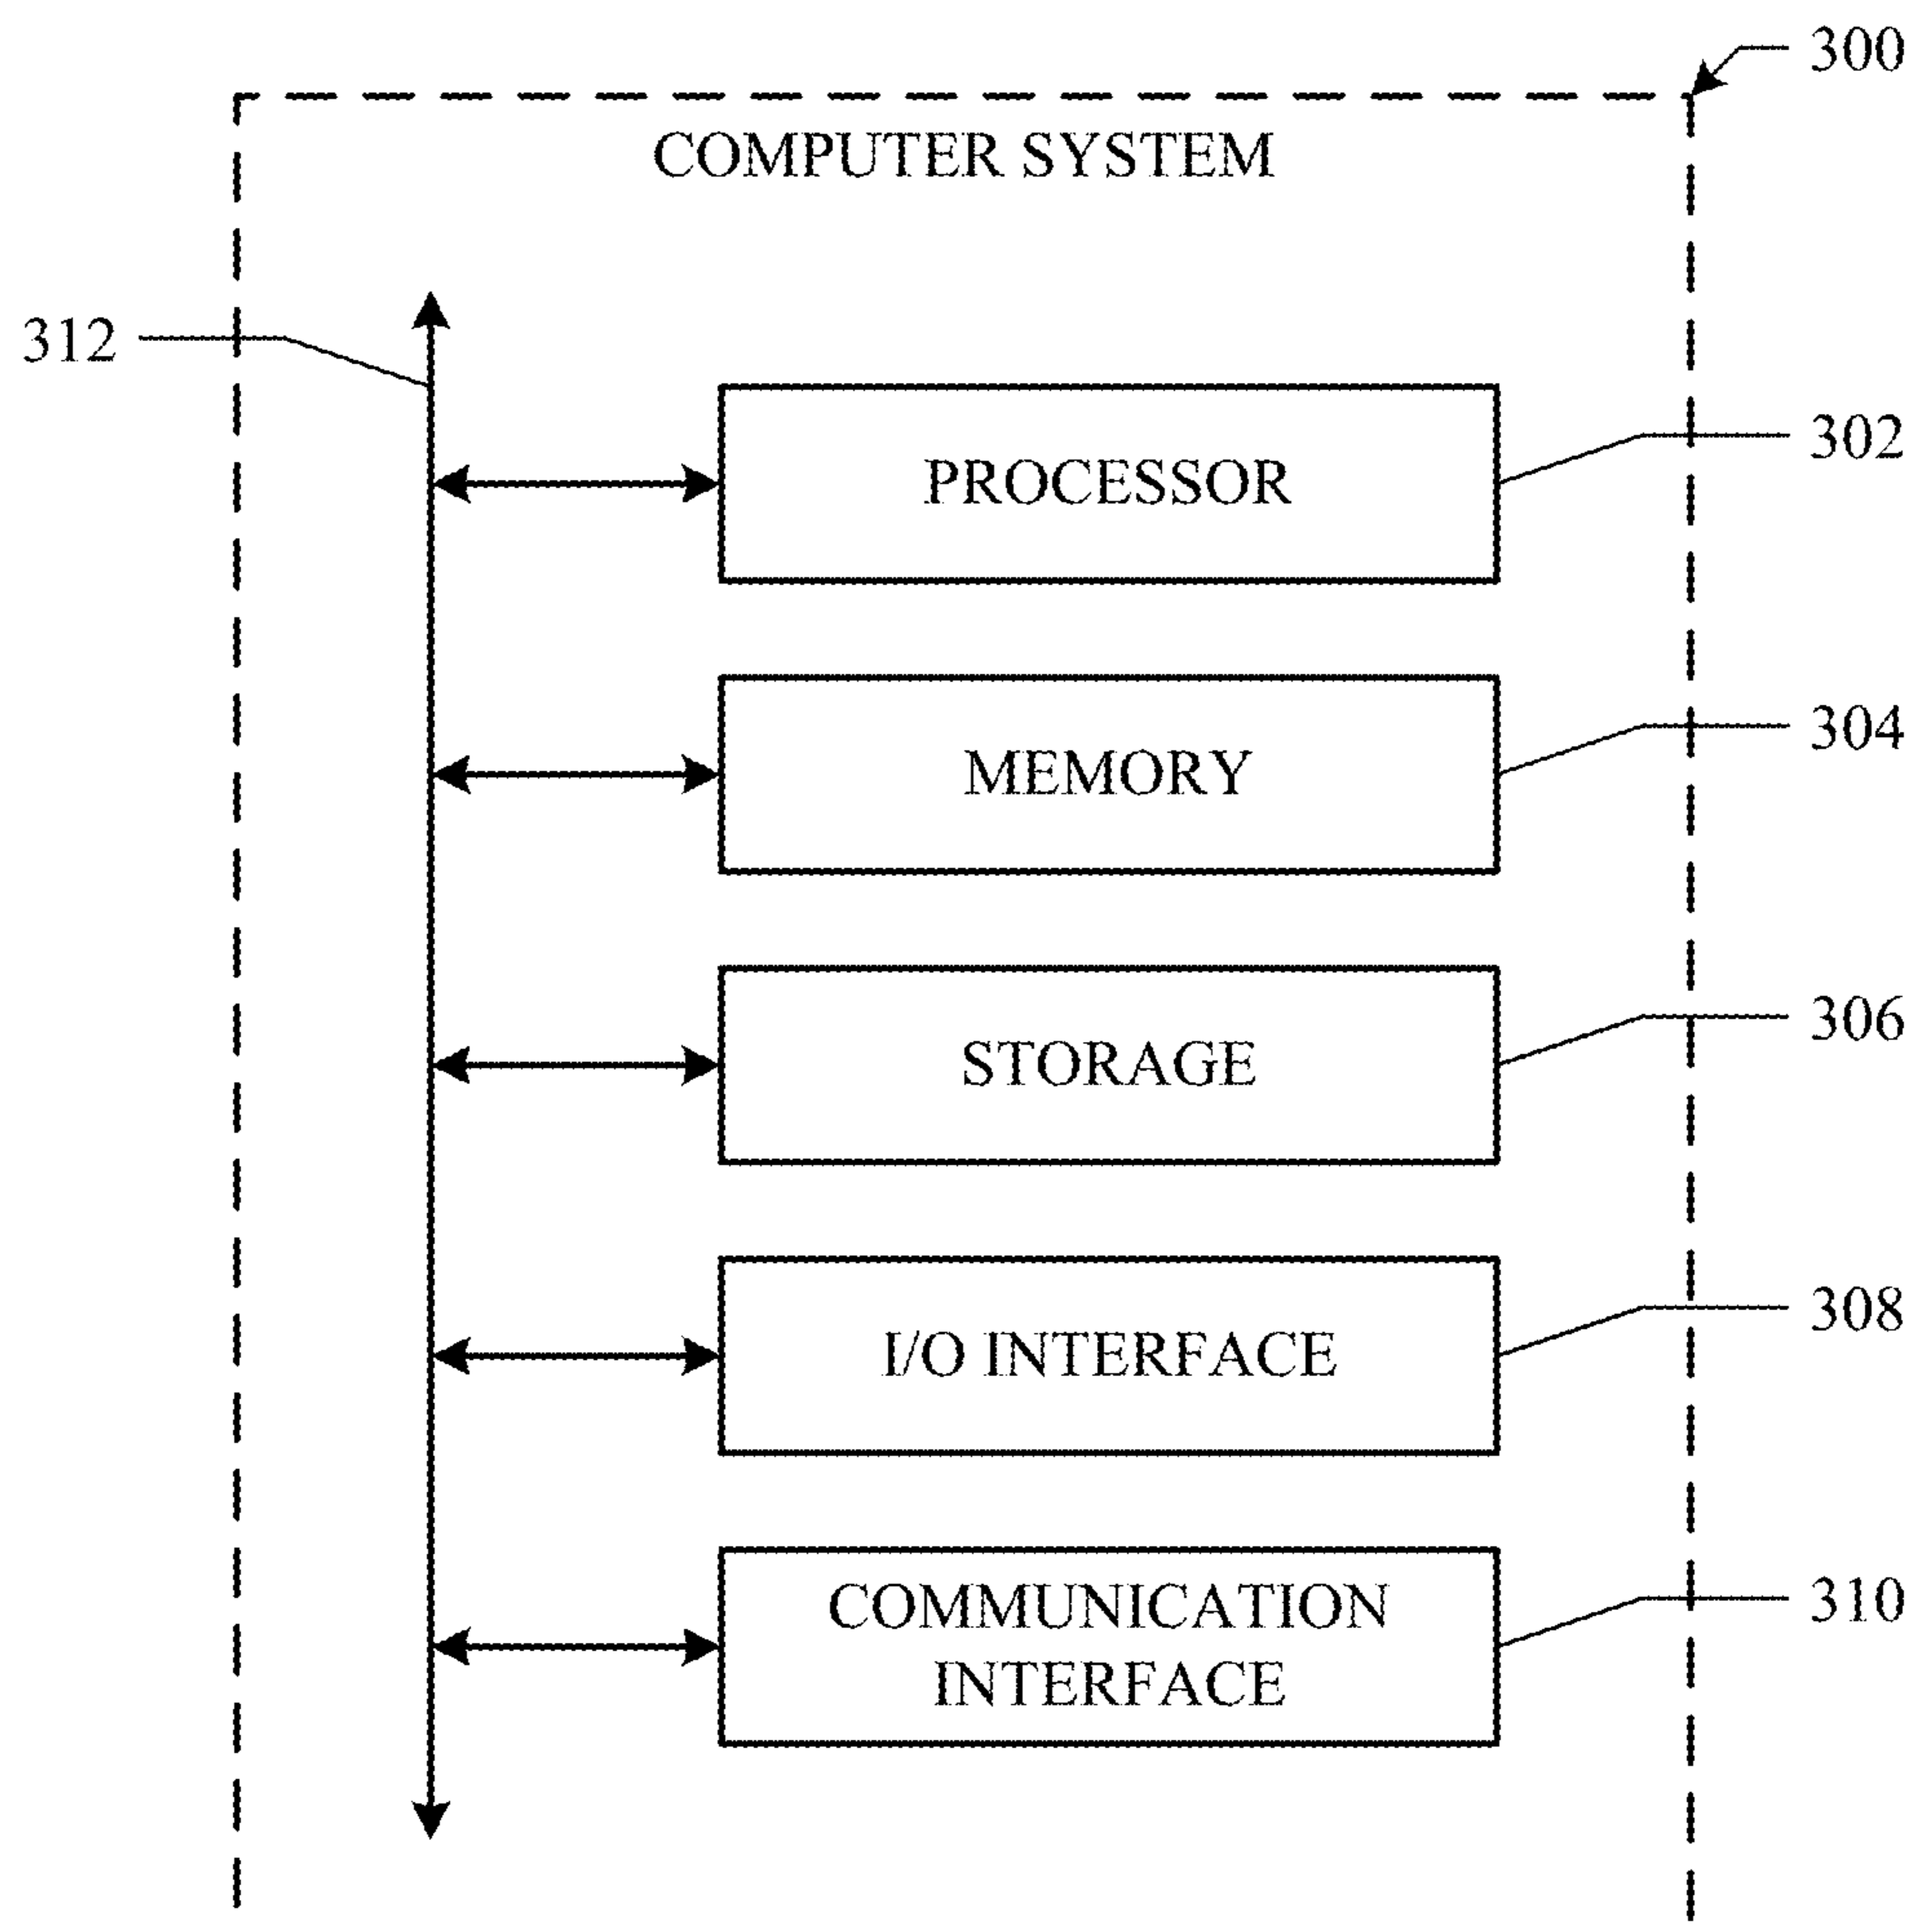 300
COMPUTER SYSTEM
312
302
PROCESSOR
304
MEMORY
306
STORAGE
308
I/O INTERFACE
310
COMMUNICATION
INTERFACE